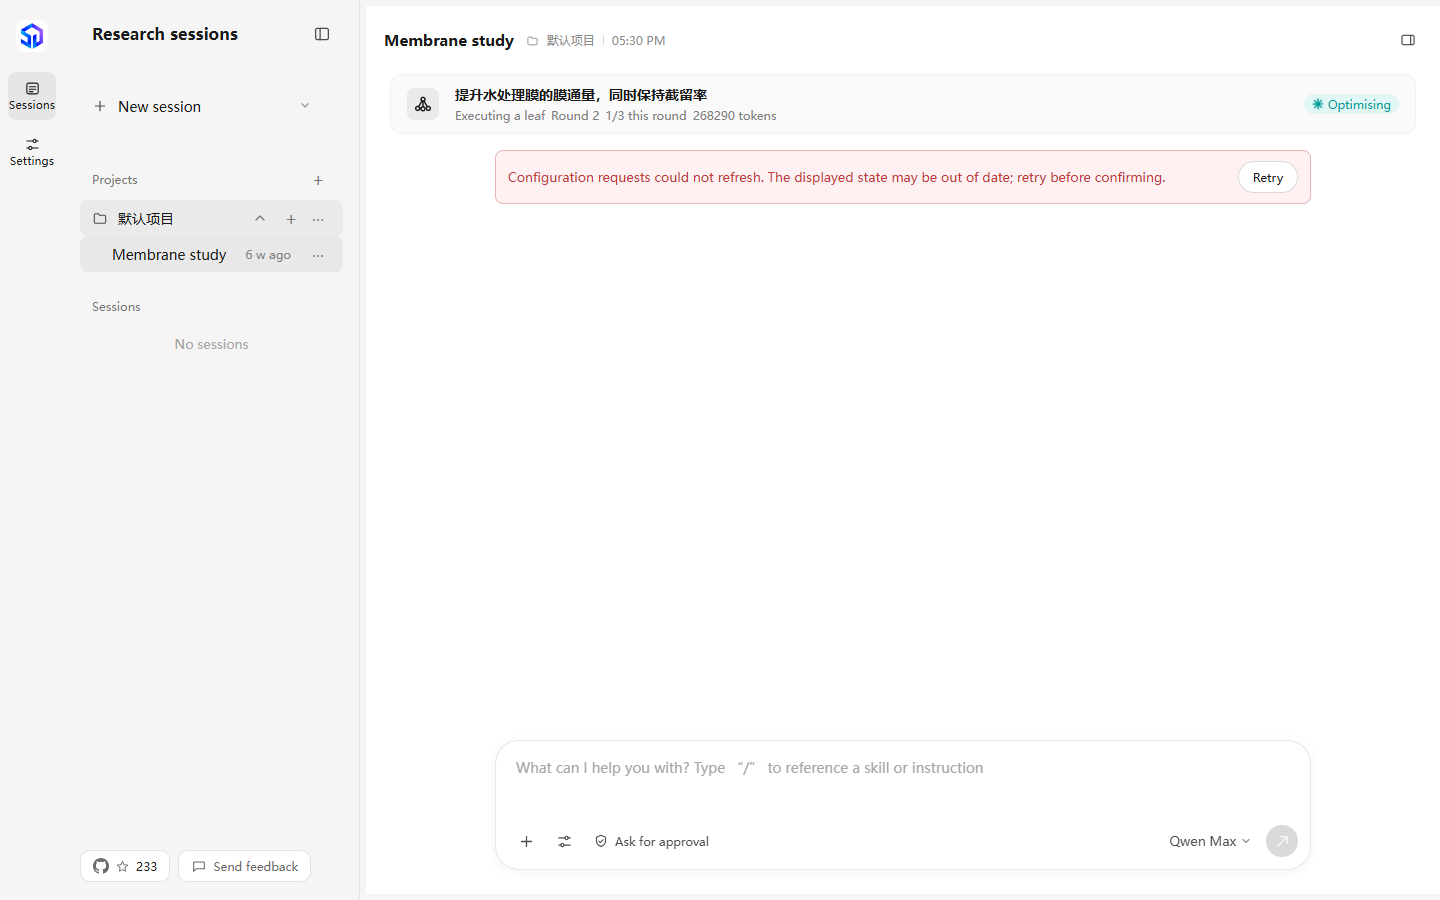 Research sessions
Sessions
Settings
New session
Projects
默认项目
Membrane study 6 w ago
Sessions
No sessions
233
Send feedback
Membrane study 默认项目 05:30 PM
提升水处理膜的膜通量，同时保持截留率
Executing a leaf Round 2 1/3 this round 268290 tokens
Optimising
Configuration requests could not refresh. The displayed state may be out of date; retry before confirming.
Retry
What can I help you with? Type “/” to reference a skill or instruction
Ask for approval
Qwen Max